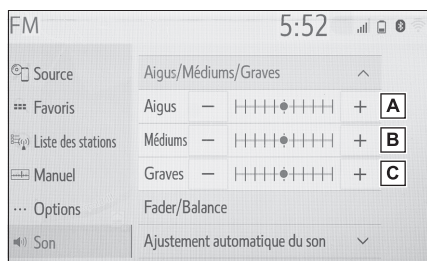 FM 5:52
Source
Favoris
Liste des stations
Manuel
Options
Son
Aigus/Médiums/Graves
Aigus − + A
Médiums − + B
Graves − + C
Fader/Balance
Ajustement automatique du son